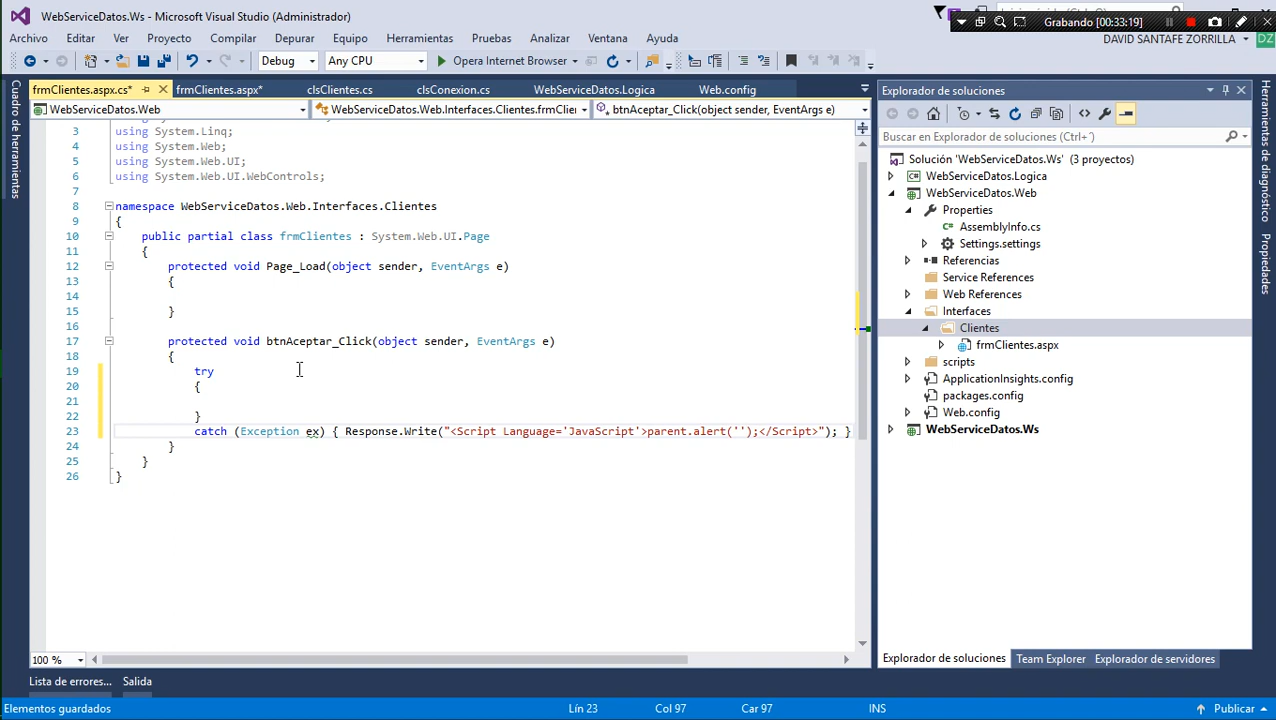 WebServiceDatos.Ws - Microsoft Visual Studio (Administrador)
Grabando [00:33:19]
Archivo Editar Ver Proyecto Compilar Depurar Equipo Herramientas Pruebas Analizar Ventana Ayuda
DAVID SANTAFE ZORRILLA DZ
Debug Any CPU Opera Internet Browser
frmClientes.aspx.cs* frmClientes.aspx* clsClientes.cs clsConexion.cs WebServiceDatos.Logica Web.config
WebServiceDatos.Web WebServiceDatos.Web.Interfaces.Clientes.frmClie btnAceptar_Click(object sender, EventArgs e)
Cuadro de herramientas
3 using System.Linq;
4 using System.Web;
5 using System.Web.UI;
6 using System.Web.UI.WebControls;
7
8 namespace WebServiceDatos.Web.Interfaces.Clientes
9 {
10 public partial class frmClientes : System.Web.UI.Page
11 {
12 protected void Page_Load(object sender, EventArgs e)
13 {
14
15 }
16
17 protected void btnAceptar_Click(object sender, EventArgs e)
18 {
19 try
20 {
21
22 }
23 catch (Exception ex) { Response.Write("<Script Language='JavaScript'>parent.alert('');</Script>"); }
24 }
25 }
26 }
100 %
Explorador de soluciones
Buscar en Explorador de soluciones (Ctrl+´)
Solución 'WebServiceDatos.Ws' (3 proyectos)
WebServiceDatos.Logica
WebServiceDatos.Web
Properties
AssemblyInfo.cs
Settings.settings
Referencias
Service References
Web References
Interfaces
Clientes
frmClientes.aspx
scripts
ApplicationInsights.config
packages.config
Web.config
WebServiceDatos.Ws
Explorador de soluciones Team Explorer Explorador de servidores
Herramientas de diagnóstico
Propiedades
Lista de errores... Salida
Elementos guardados Lín 23 Col 97 Car 97 INS Publicar